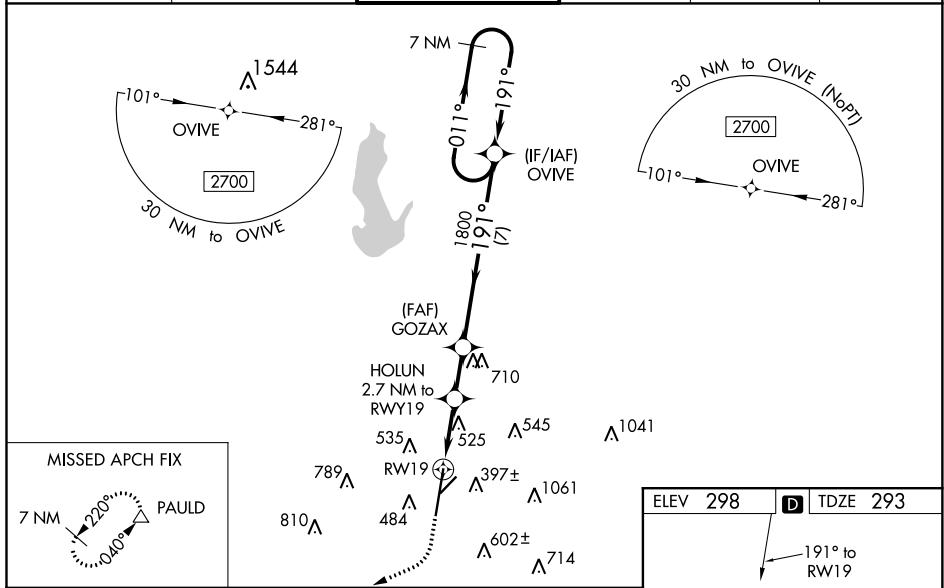 1544
101°
281°
OVIVE
2700
30 NM to OVIVE
7 NM
011°
191°
(IF/IAF)
OVIVE
1800
191°
(7)
30 NM to OVIVE (NoPT)
2700
OVIVE
101°
281°
(FAF)
GOZAX
710
HOLUN
2.7 NM to
RWY19
525
545
1041
535
RW19
397±
789
1061
484
810
602±
714
MISSED APCH FIX
7 NM
220°
040°
PAULD
ELEV 298 D TDZE 293
191° to
RW19